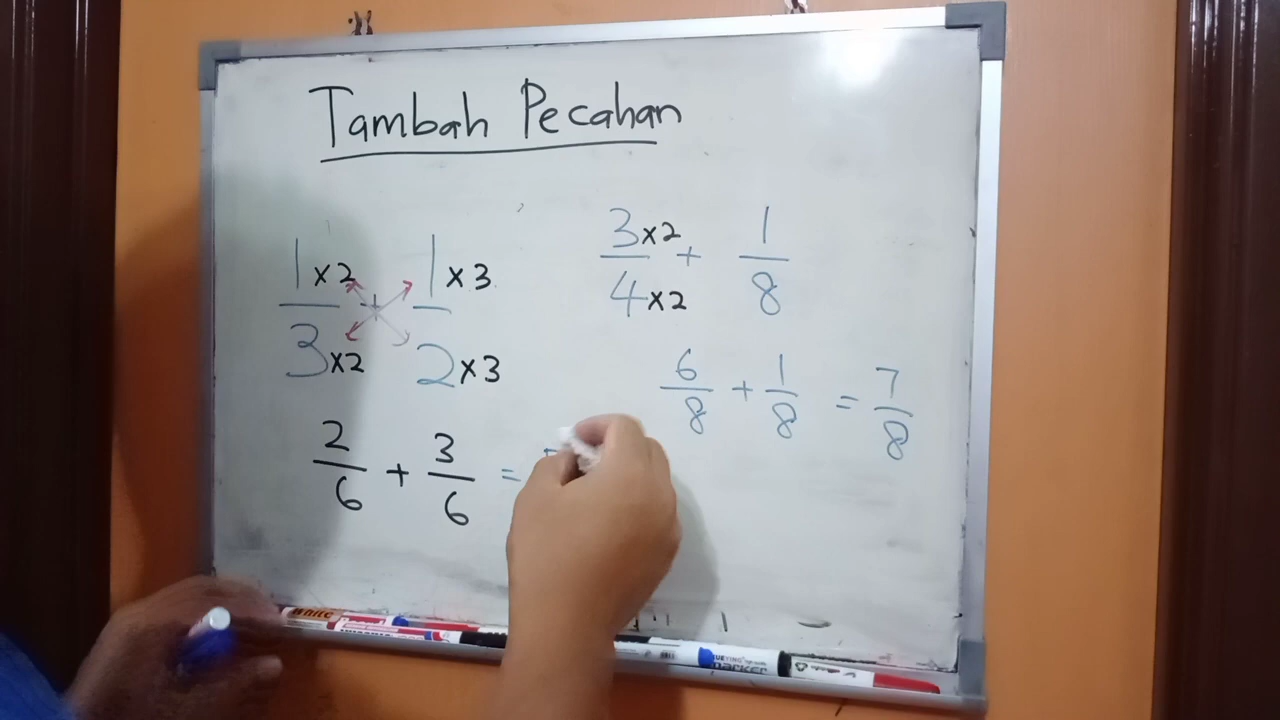 Tambah Pecahan
1 x2 + 1 x3
3 x2 2 x3
2/6 + 3/6 =
3 x2 + 1
4 x2 8
6/8 + 1/8 = 7/8
White